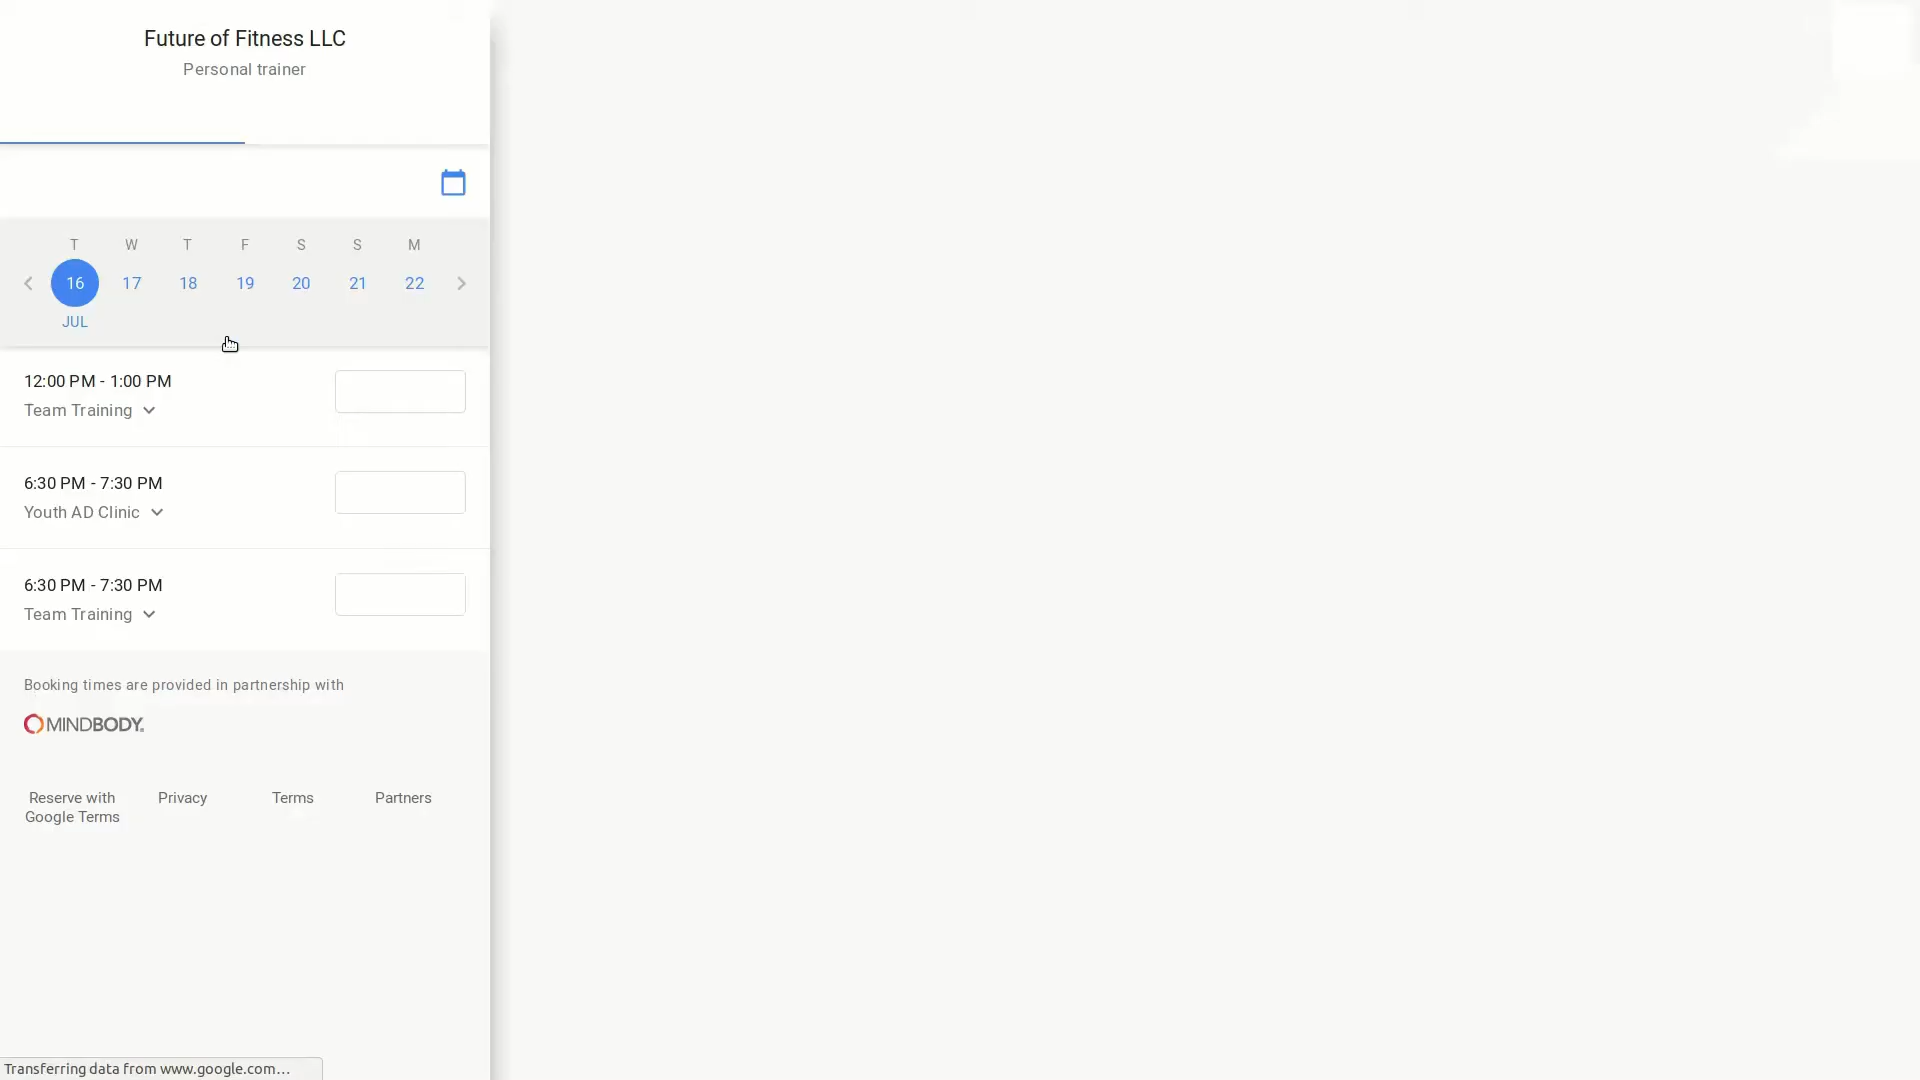 Future of Fitness LLC
Personal trainer
T W T F S S M
16 17 18 19 20 21 22
JUL
12:00 PM - 1:00 PM
Team Training
6:30 PM - 7:30 PM
Youth AD Clinic
6:30 PM - 7:30 PM
Team Training
Booking times are provided in partnership with
MINDBODY
Reserve with Google Terms
Privacy
Terms
Partners
Transferring data from www.google.com...